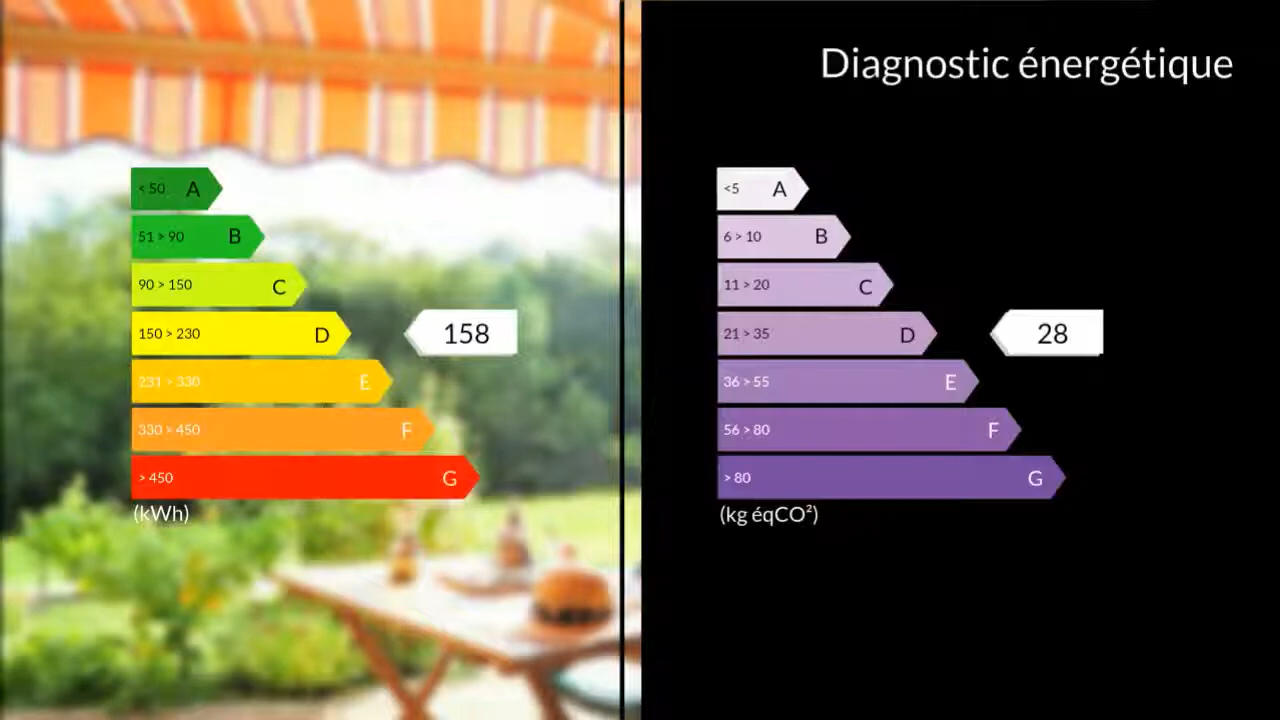 Diagnostic énergétique
< 50 A
51 > 90 B
90 > 150 C
150 > 230 D
158
231 > 330 E
330 > 450 F
> 450 G
(kWh)
<5 A
6 > 10 B
11 > 20 C
21 > 35 D
28
36 > 55 E
56 > 80 F
> 80 G
(kg éqCO²)